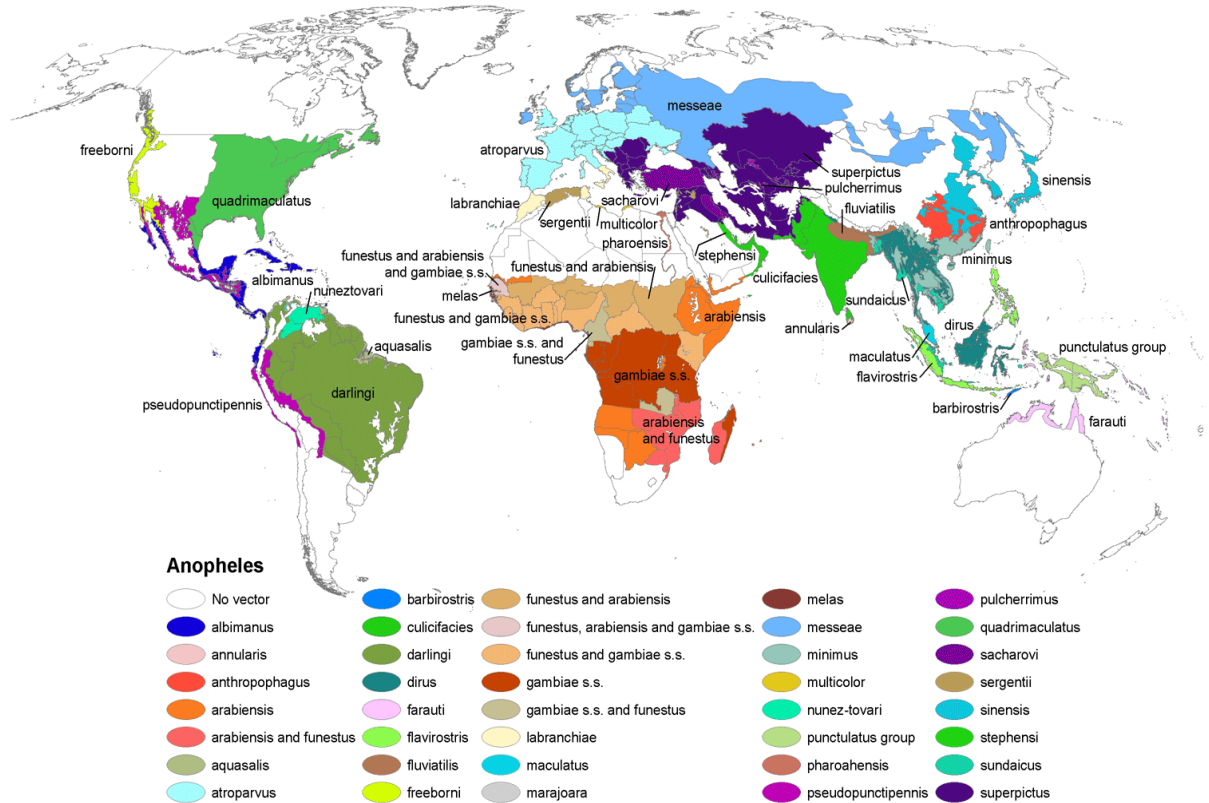 messeae
freeborni
atroparvus
superpictus
pulcherrimus
sinensis
quadrimaculatus
labranchiae
sacharovi
fluviatilis
sergentii
multicolor
anthropophagus
pharoensis
stephensi
minimus
funestus and arabiensis
and gambiae s.s.
funestus and arabiensis
culicifacies
albimanus
melas
sundaicus
nuneztovari
funestus and gambiae s.s.
arabiensis
annularis
dirus
gambiae s.s. and
funestus
aquasalis
maculatus
punctulatus group
flavirostris
gambiae s.s.
darlingi
pseudopunctipennis
barbirostris
arabiensis
and funestus
farauti
Anopheles
No vector
albimanus
annularis
anthropophagus
arabiensis
arabiensis and funestus
aquasalis
atroparvus
barbirostris
culicifacies
darlingi
dirus
farauti
flavirostris
fluviatilis
freeborni
funestus and arabiensis
funestus, arabiensis and gambiae s.s.
funestus and gambiae s.s.
gambiae s.s.
gambiae s.s. and funestus
labranchiae
maculatus
marajoara
melas
messeae
minimus
multicolor
nunez-tovari
punctulatus group
pharoahensis
pseudopunctipennis
pulcherrimus
quadrimaculatus
sacharovi
sergentii
sinensis
stephensi
sundaicus
superpictus